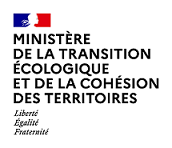 MINISTÈRE
DE LA TRANSITION
ÉCOLOGIQUE
ET DE LA COHÉSION
DES TERRITOIRES
Liberté
Égalité
Fraternité